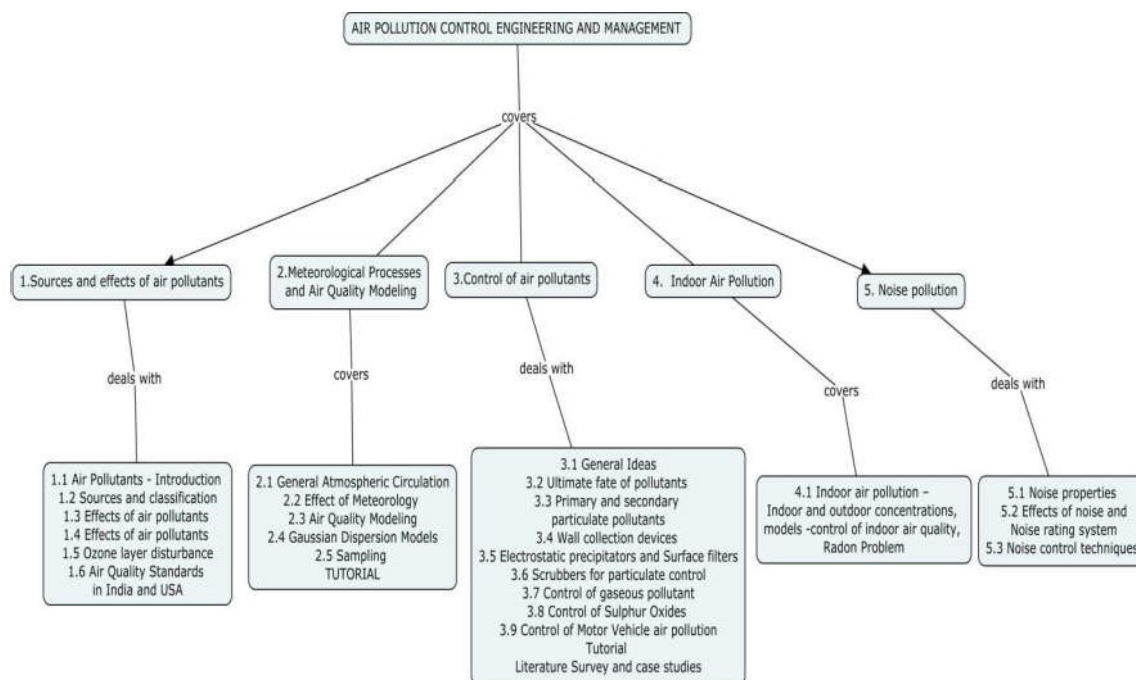 AIR POLLUTION CONTROL ENGINEERING AND MANAGEMENT
covers
1.Sources and effects of air pollutants
2.Meteorological Processes
and Air Quality Modeling
3.Control of air pollutants
4. Indoor Air Pollution
5. Noise pollution
deals with
covers
deals with
covers
deals with
1.1 Air Pollutants - Introduction
1.2 Sources and classification
1.3 Effects of air pollutants
1.4 Effects of air pollutants
1.5 Ozone layer disturbance
1.6 Air Quality Standards
in India and USA
2.1 General Atmospheric Circulation
2.2 Effect of Meteorology
2.3 Air Quality Modeling
2.4 Gaussian Dispersion Models
2.5 Sampling
TUTORIAL
3.1 General Ideas
3.2 Ultimate fate of pollutants
3.3 Primary and secondary
particulate pollutants
3.4 Wall collection devices
3.5 Electrostatic precipitators and Surface filters
3.6 Scrubbers for particulate control
3.7 Control of gaseous pollutant
3.8 Control of Sulphur Oxides
3.9 Control of Motor Vehicle air pollution
Tutorial
Literature Survey and case studies
4.1 Indoor air pollution –
Indoor and outdoor concentrations,
models -control of indoor air quality,
Radon Problem
5.1 Noise properties
5.2 Effects of noise and
Noise rating system
5.3 Noise control techniques